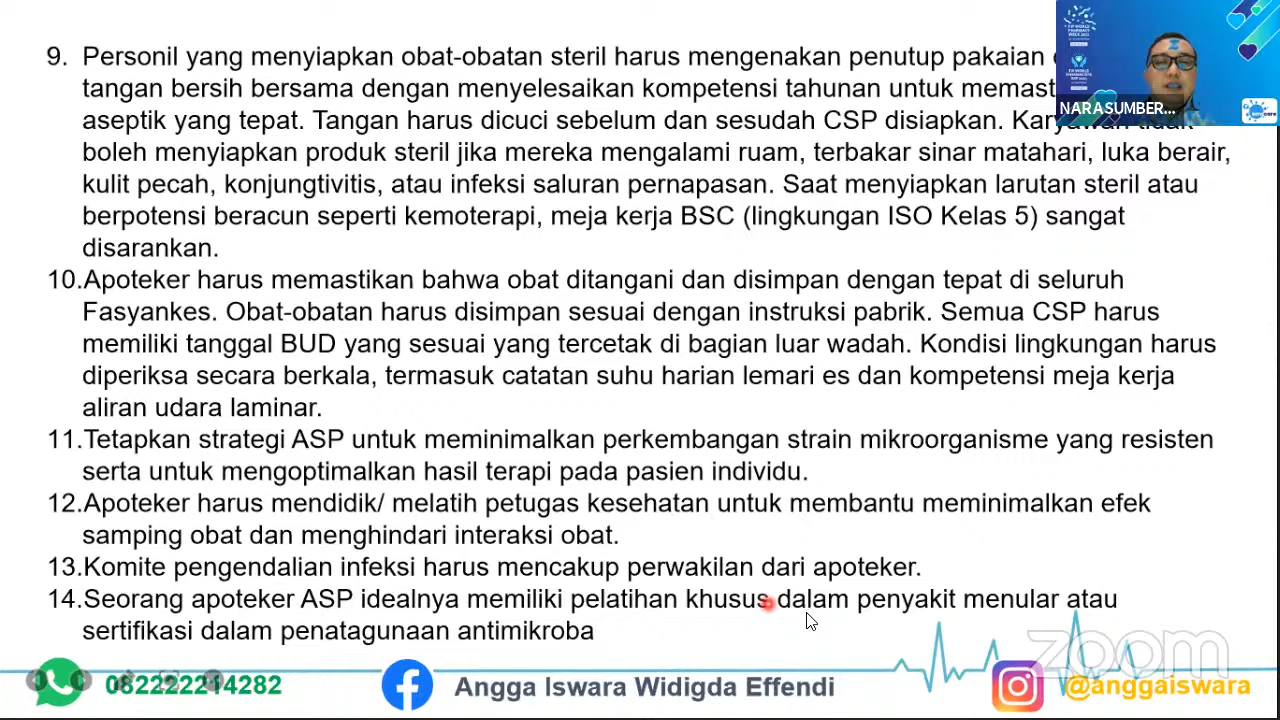 9. Personil yang menyiapkan obat-obatan steril harus mengenakan penutup pakaian
tangan bersih bersama dengan menyelesaikan kompetensi tahunan untuk
aseptik yang tepat. Tangan harus dicuci sebelum dan sesudah CSP disiapkan. Karyawan tidak
boleh menyiapkan produk steril jika mereka mengalami ruam, terbakar sinar matahari, luka berair,
kulit pecah, konjungtivitis, atau infeksi saluran pernapasan. Saat menyiapkan larutan steril atau
berpotensi beracun seperti kemoterapi, meja kerja BSC (lingkungan ISO Kelas 5) sangat
disarankan.
10.Apoteker harus memastikan bahwa obat ditangani dan disimpan dengan tepat di seluruh
Fasyankes. Obat-obatan harus disimpan sesuai dengan instruksi pabrik. Semua CSP harus
memiliki tanggal BUD yang sesuai yang tercetak di bagian luar wadah. Kondisi lingkungan harus
diperiksa secara berkala, termasuk catatan suhu harian lemari es dan kompetensi meja kerja
aliran udara laminar.
11.Tetapkan strategi ASP untuk meminimalkan perkembangan strain mikroorganisme yang resisten
serta untuk mengoptimalkan hasil terapi pada pasien individu.
12.Apoteker harus mendidik/ melatih petugas kesehatan untuk membantu meminimalkan efek
samping obat dan menghindari interaksi obat.
13.Komite pengendalian infeksi harus mencakup perwakilan dari apoteker.
14.Seorang apoteker ASP idealnya memiliki pelatihan khusus dalam penyakit menular atau
sertifikasi dalam penatagunaan antimikroba
NARASUMBER...
zoom
082222214282
Angga Iswara Widigda Effendi
@anggaiswara